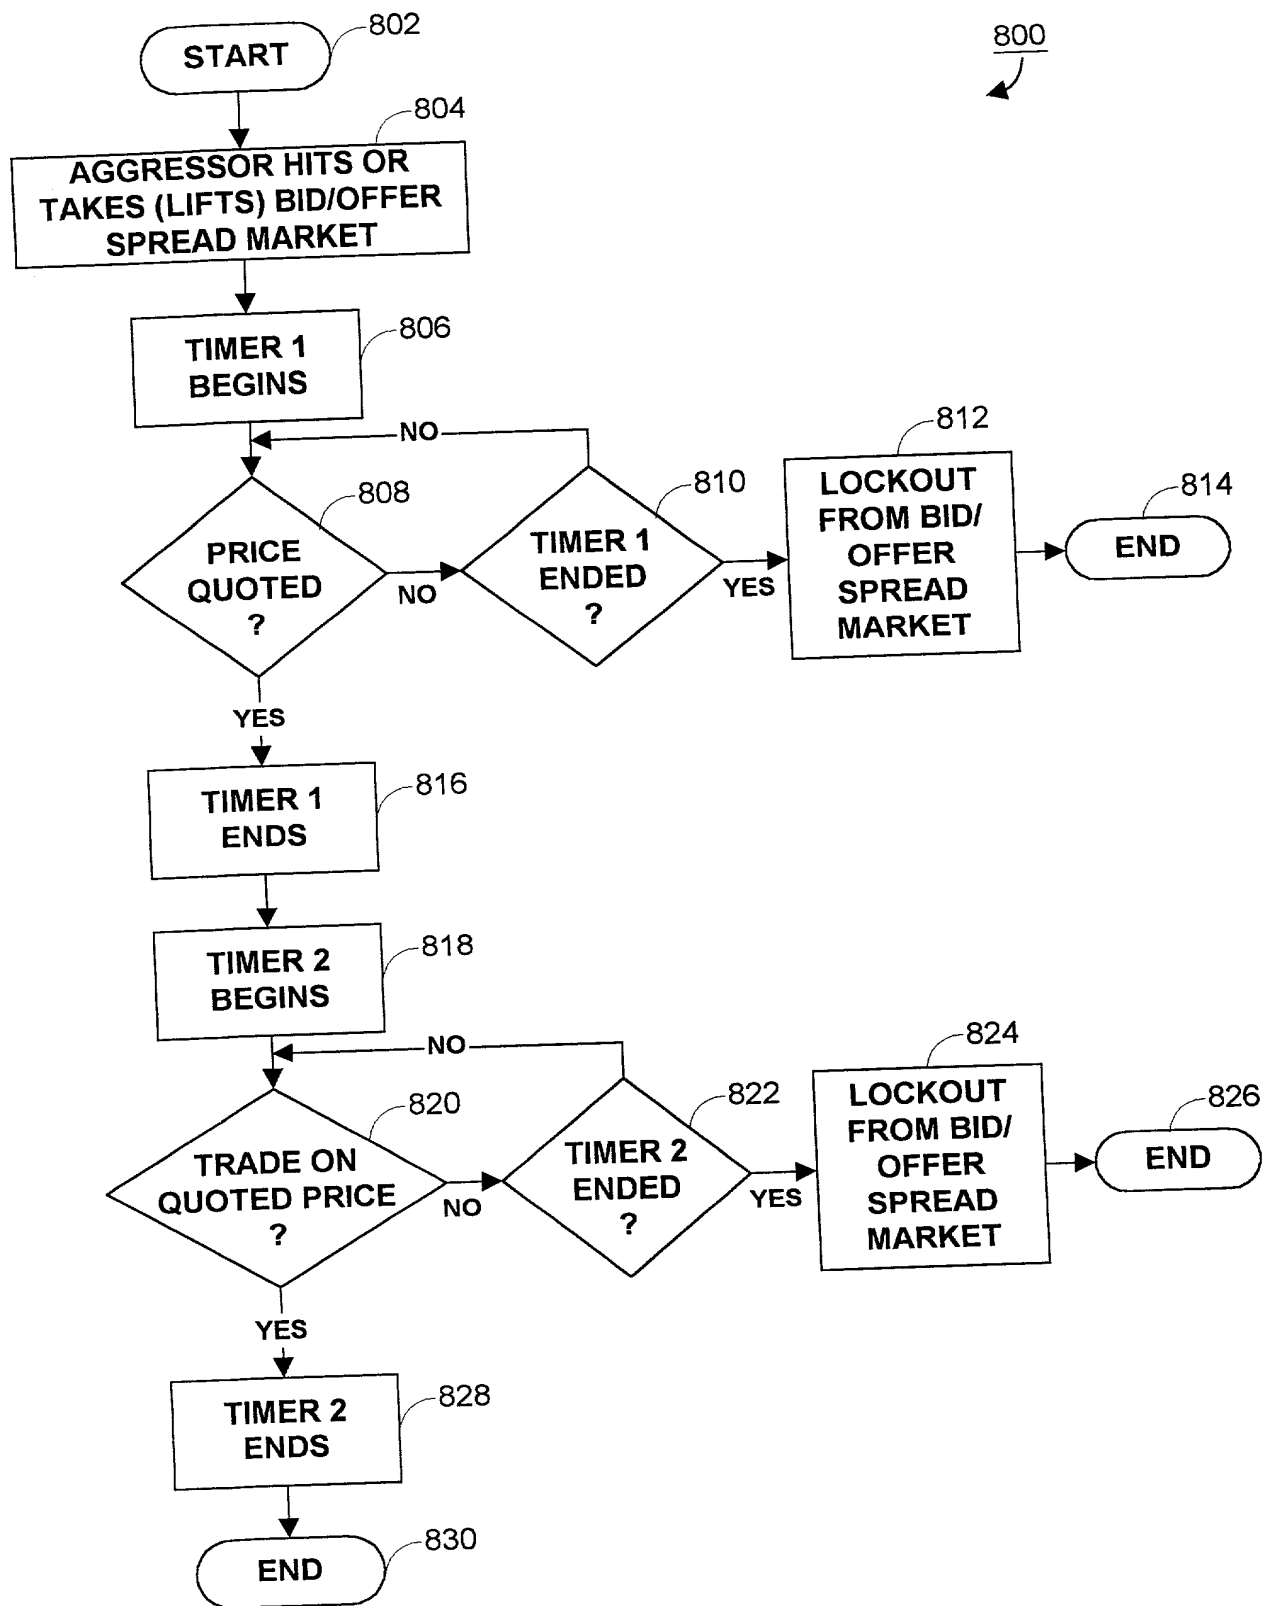 802
START
800
804
AGGRESSOR HITS OR
TAKES (LIFTS) BID/OFFER
SPREAD MARKET
806
TIMER 1
BEGINS
NO
808
PRICE
QUOTED
?
NO
810
TIMER 1
ENDED
?
YES
812
LOCKOUT
FROM BID/
OFFER
SPREAD
MARKET
814
END
YES
816
TIMER 1
ENDS
818
TIMER 2
BEGINS
NO
820
TRADE ON
QUOTED PRICE
?
NO
822
TIMER 2
ENDED
?
YES
824
LOCKOUT
FROM BID/
OFFER
SPREAD
MARKET
826
END
YES
828
TIMER 2
ENDS
830
END